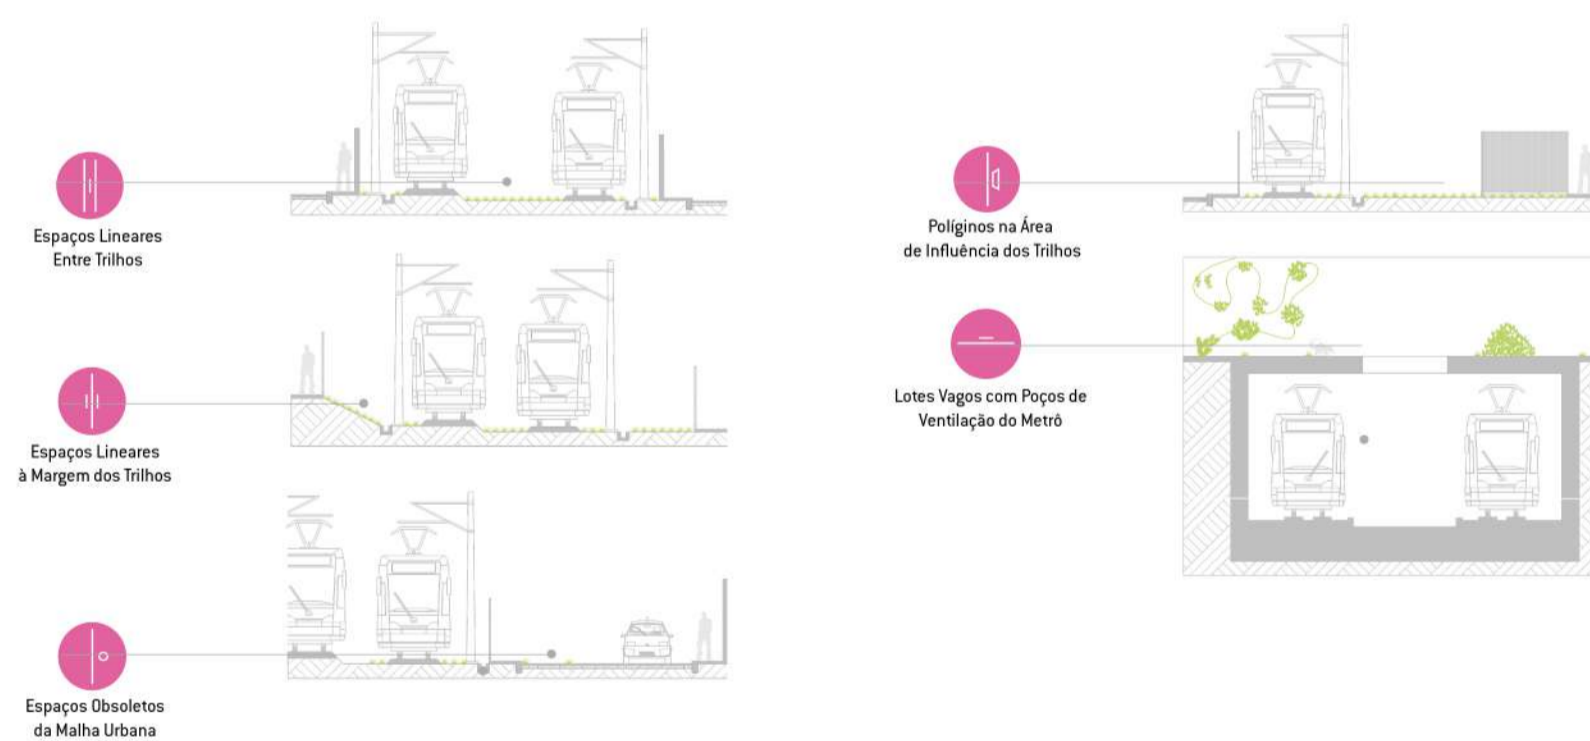 Espaços Lineares
Entre Trilhos
Espaços Lineares
à Margem dos Trilhos
Espaços Obsoletos
da Malha Urbana
Políginos na Área
de Influência dos Trilhos
Lotes Vagos com Poços de
Ventilação do Metrô